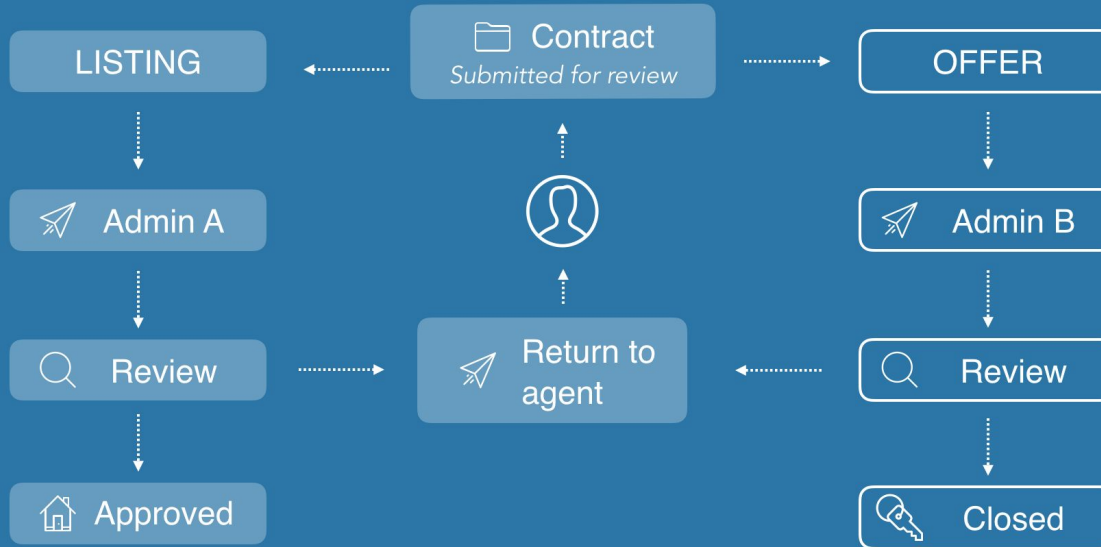 Contract
Submitted for review
LISTING
OFFER
Admin A
Admin B
Review
Return to
agent
Review
Approved
Closed